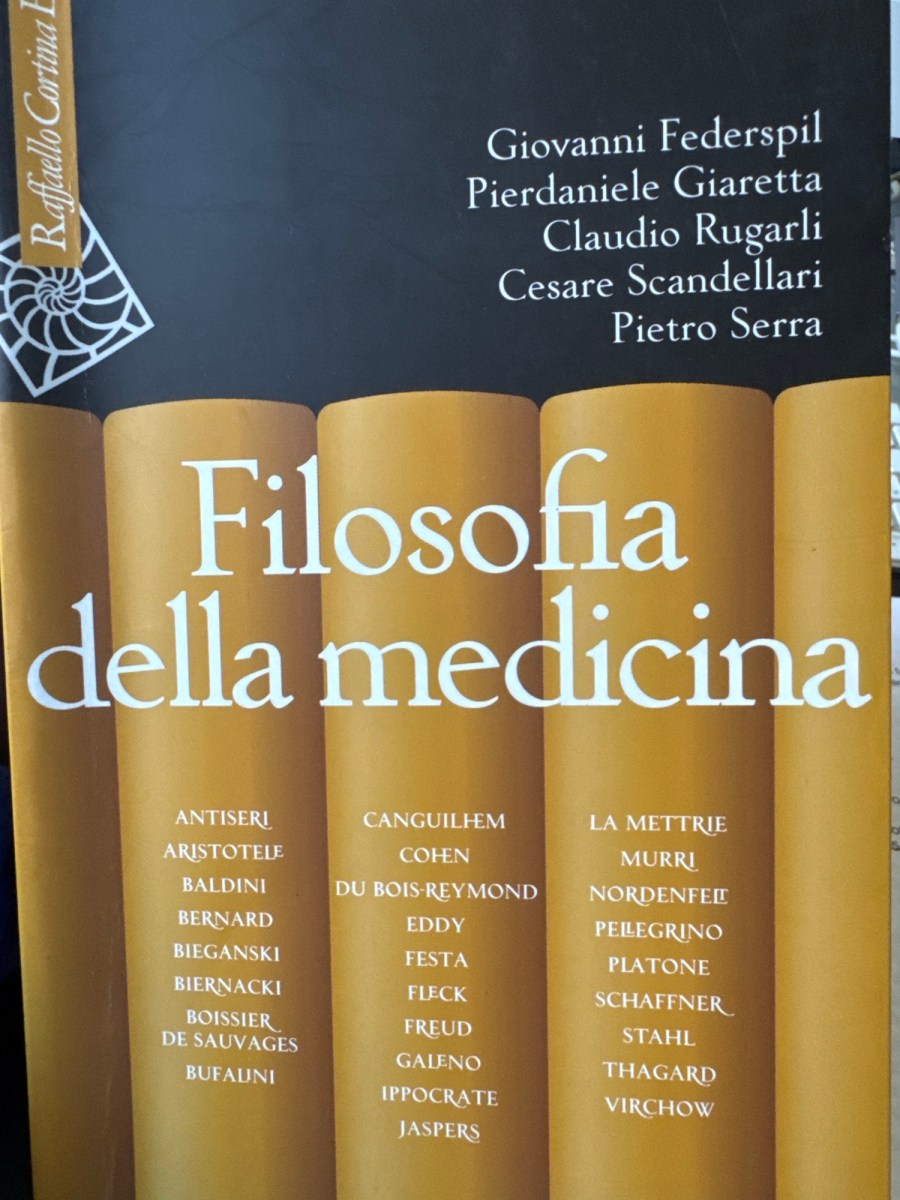 Raffaello Cortina E
Giovanni Federspil
Pierdaniele Giaretta
Claudio Rugarli
Cesare Scandellari
Pietro Serra
Filosofia
della medicina
ANTISERI
ARISTOTELE
BALDINI
BERNARD
BIEGANSKI
BIERNACKI
BOISSIER
DE SAUVAGES
BUFALINI
CANGUILHEM
COHEN
DU BOIS-REYMOND
EDDY
FESTA
FLECK
FREUD
GALENO
IPPOCRATE
JASPERS
LA METTRIE
MURRI
NORDENFELT
PELLEGRINO
PLATONE
SCHAFFNER
STAHL
THAGARD
VIRCHOW